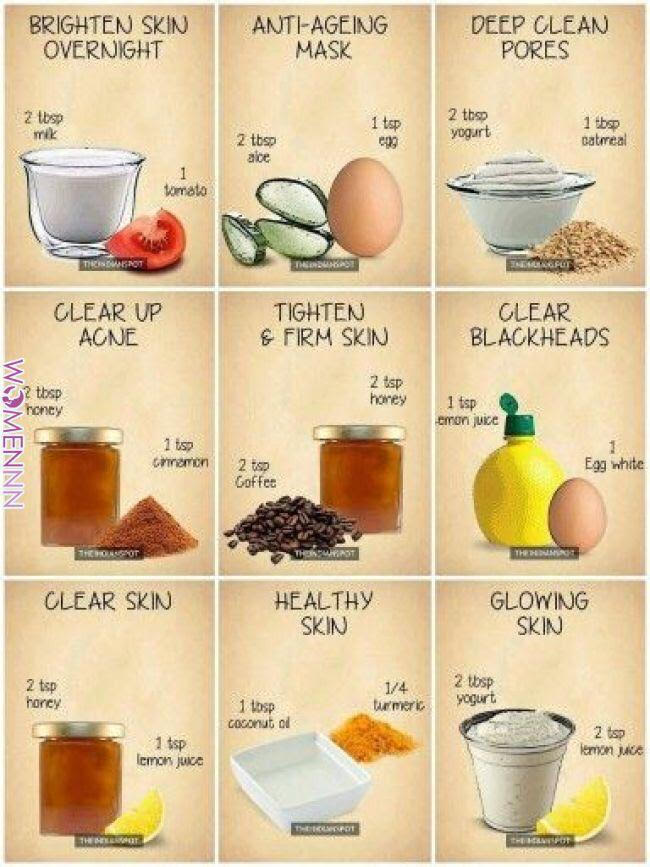 BRIGHTEN SKIN
OVERNIGHT
2 tbsp
milk
1
tomato
THEINDIANSPOT
ANTI-AGEING
MASK
2 tbsp
aloe
1 tsp
egg
THEINDIANSPOT
DEEP CLEAN
PORES
2 tbsp
yogurt
1 tbsp
oatmeal
THEINDIANSPOT
CLEAR UP
ACNE
2 tbsp
honey
1 tsp
cinnamon
THEINDIANSPOT
TIGHTEN
& FIRM SKIN
2 tsp
honey
2 tsp
Coffee
THEINDIANSPOT
CLEAR
BLACKHEADS
1 tsp
lemon juice
1
Egg white
THEINDIANSPOT
CLEAR SKIN
2 tsp
honey
1 tsp
lemon juice
THEINDIANSPOT
HEALTHY
SKIN
1 tbsp
coconut oil
1/4
turmeric
THEINDIANSPOT
GLOWING
SKIN
2 tbsp
yogurt
2 tsp
lemon juice
THEINDIANSPOT
WOMENNN